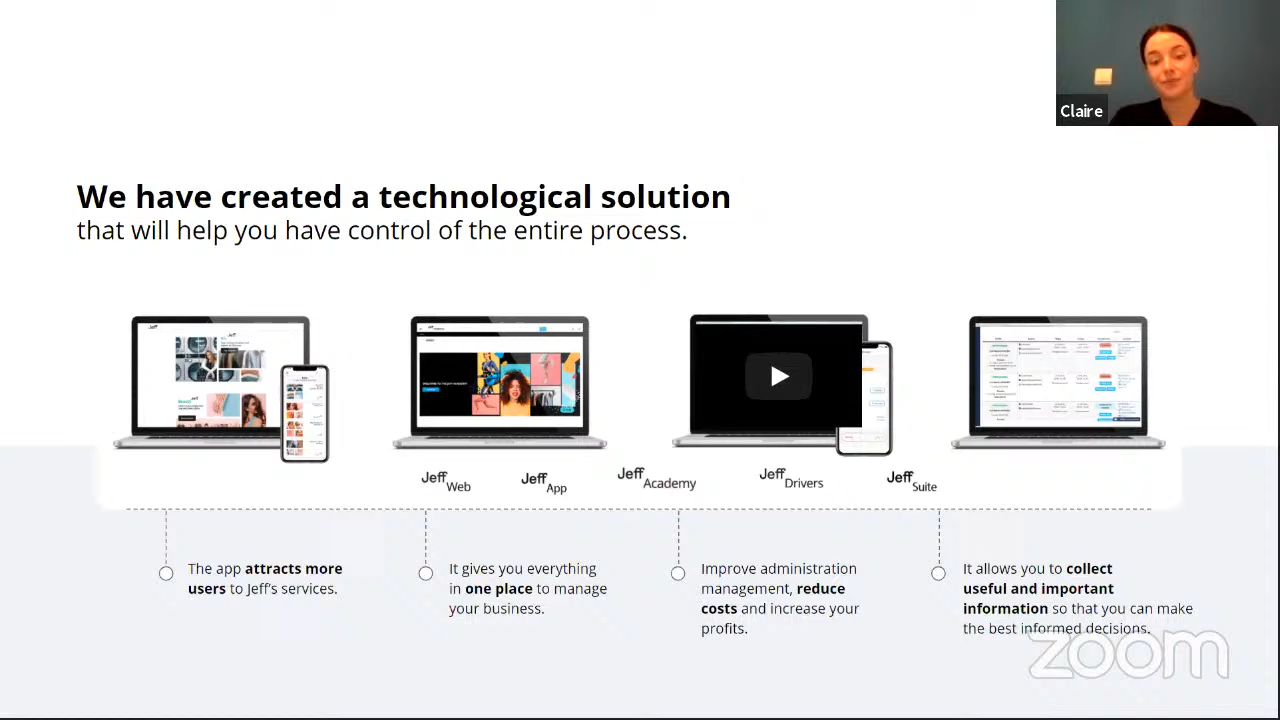 Claire
We have created a technological solution
that will help you have control of the entire process.
Jeff
Jeff
Jeff Web
Jeff App
Jeff Academy
Jeff Drivers
Jeff Suite
The app attracts more
users to Jeff's services.
It gives you everything
in one place to manage
your business.
Improve administration
management, reduce
costs and increase your
profits.
It allows you to collect
useful and important
information so that you can make
the best informed decisions.
zoom